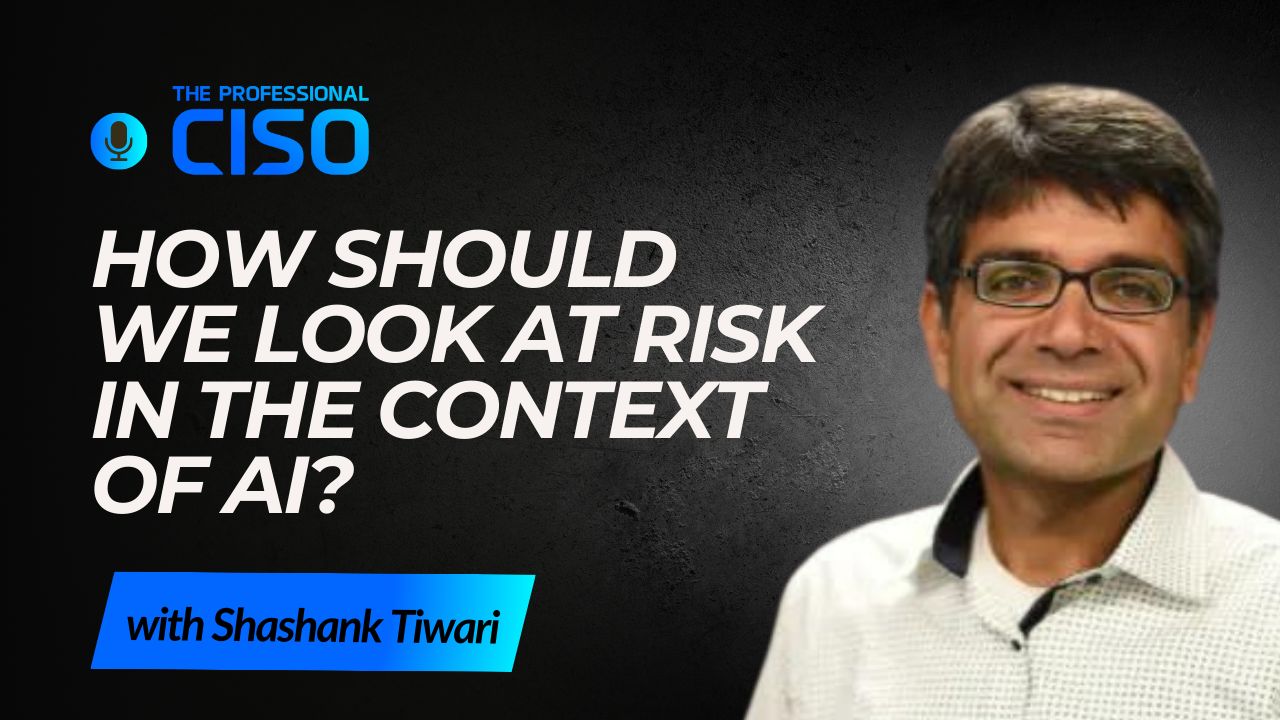 THE PROFESSIONAL
CISO
HOW SHOULD
WE LOOK AT RISK
IN THE CONTEXT
OF AI?
with Shashank Tiwari